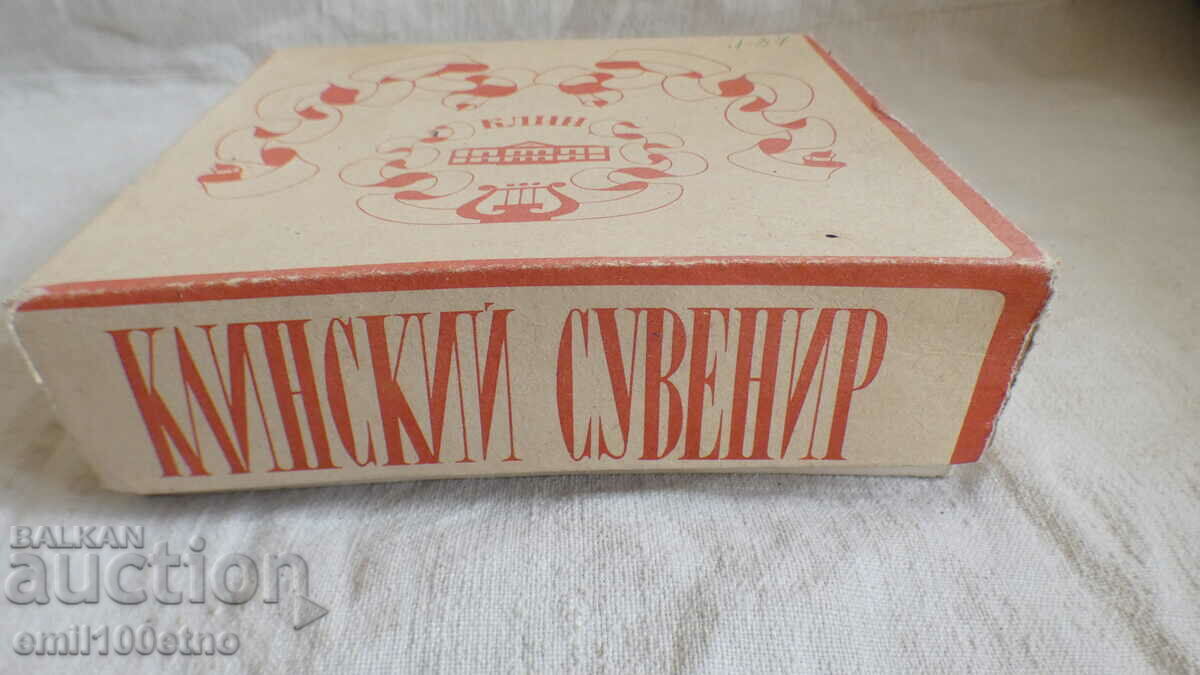 КЛИН
КЛИНСКИЙ СУВЕНИР
BALKAN
auction
emil100etno